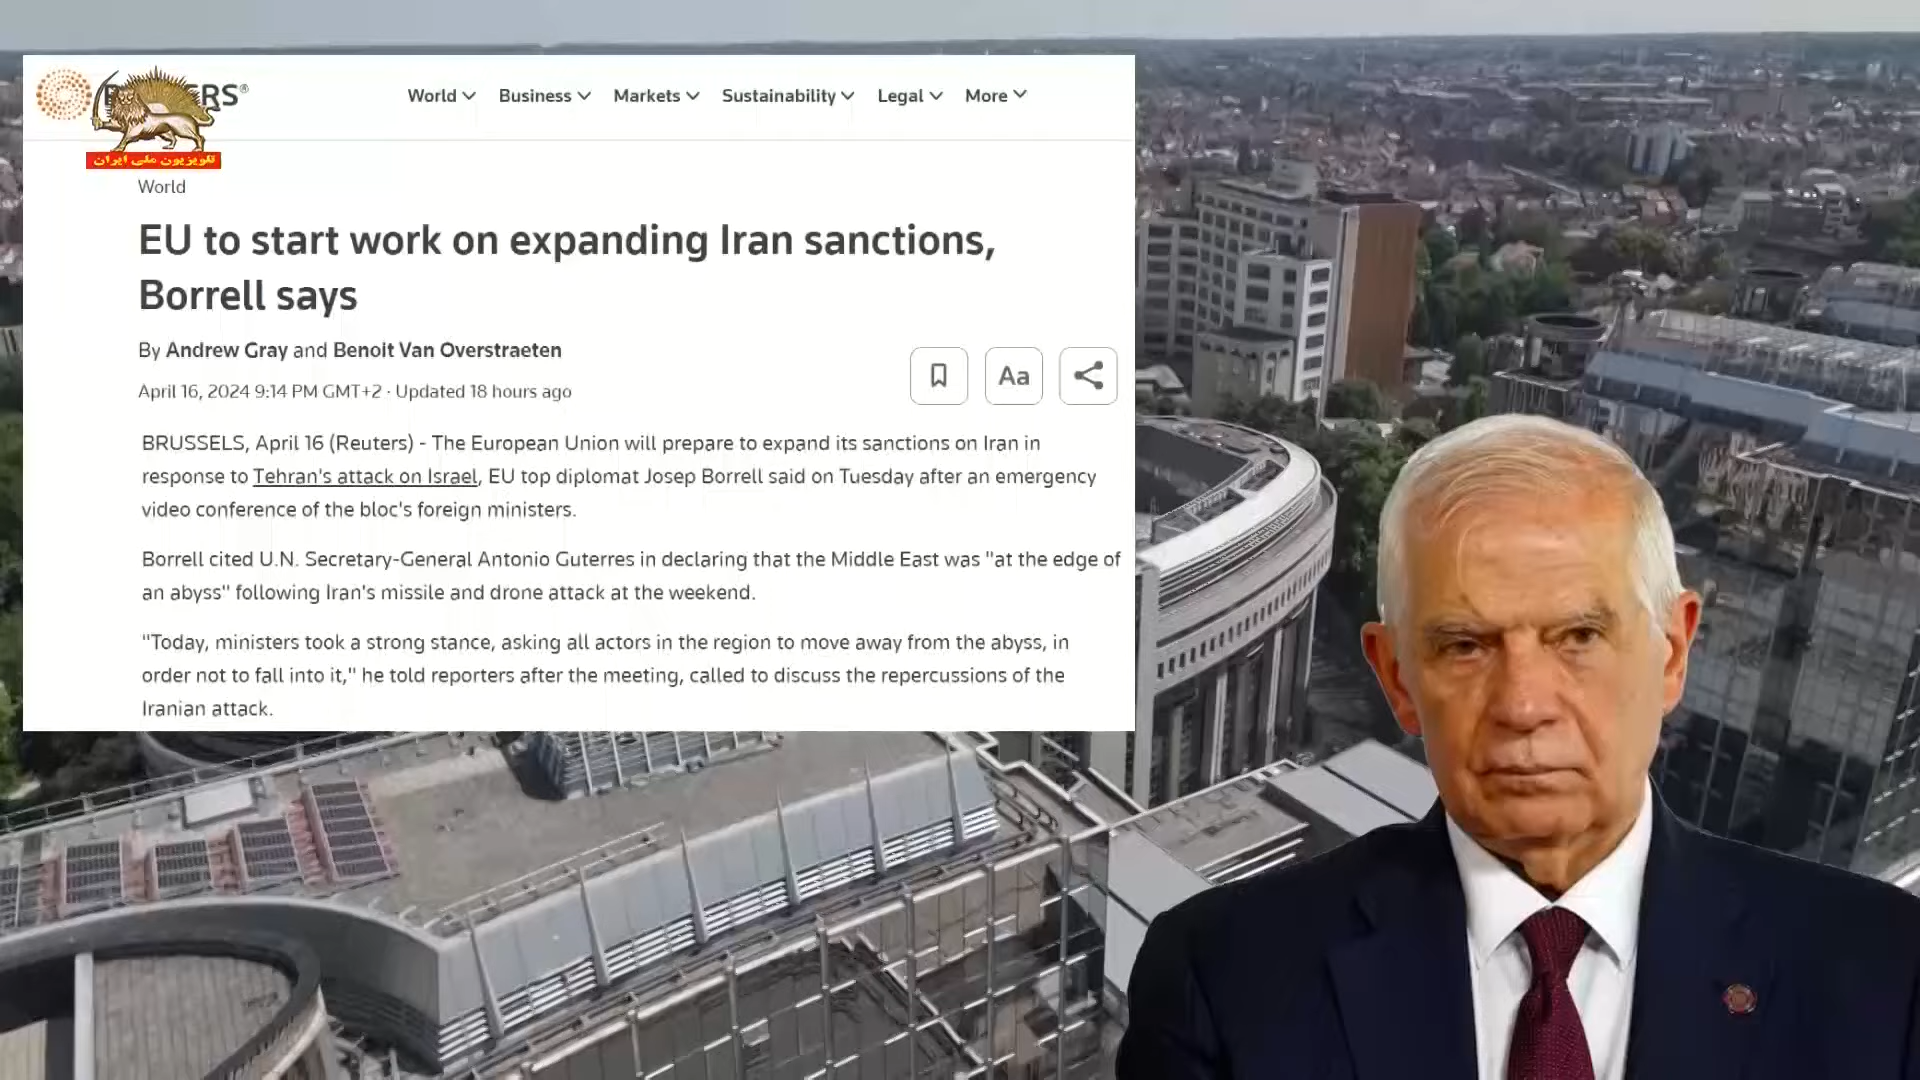 RS®
World Business Markets Sustainability Legal More
تلویزیون ملی ایران
World
EU to start work on expanding Iran sanctions,
Borrell says
By Andrew Gray and Benoit Van Overstraeten
April 16, 2024 9:14 PM GMT+2 · Updated 18 hours ago
Aa
BRUSSELS, April 16 (Reuters) - The European Union will prepare to expand its sanctions on Iran in
response to Tehran's attack on Israel, EU top diplomat Josep Borrell said on Tuesday after an emergency
video conference of the bloc's foreign ministers.
Borrell cited U.N. Secretary-General Antonio Guterres in declaring that the Middle East was "at the edge of
an abyss" following Iran's missile and drone attack at the weekend.
"Today, ministers took a strong stance, asking all actors in the region to move away from the abyss, in
order not to fall into it," he told reporters after the meeting, called to discuss the repercussions of the
Iranian attack.